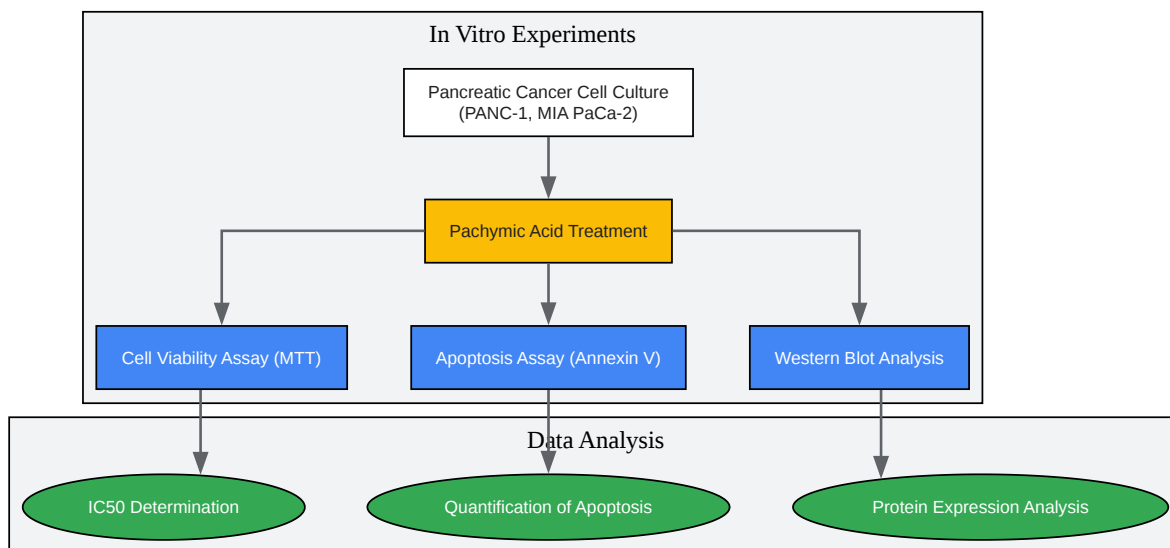 In Vitro Experiments
Pancreatic Cancer Cell Culture
(PANC-1, MIA PaCa-2)
Pachymic Acid Treatment
Cell Viability Assay (MTT)
Apoptosis Assay (Annexin V)
Western Blot Analysis
Data Analysis
IC50 Determination
Quantification of Apoptosis
Protein Expression Analysis